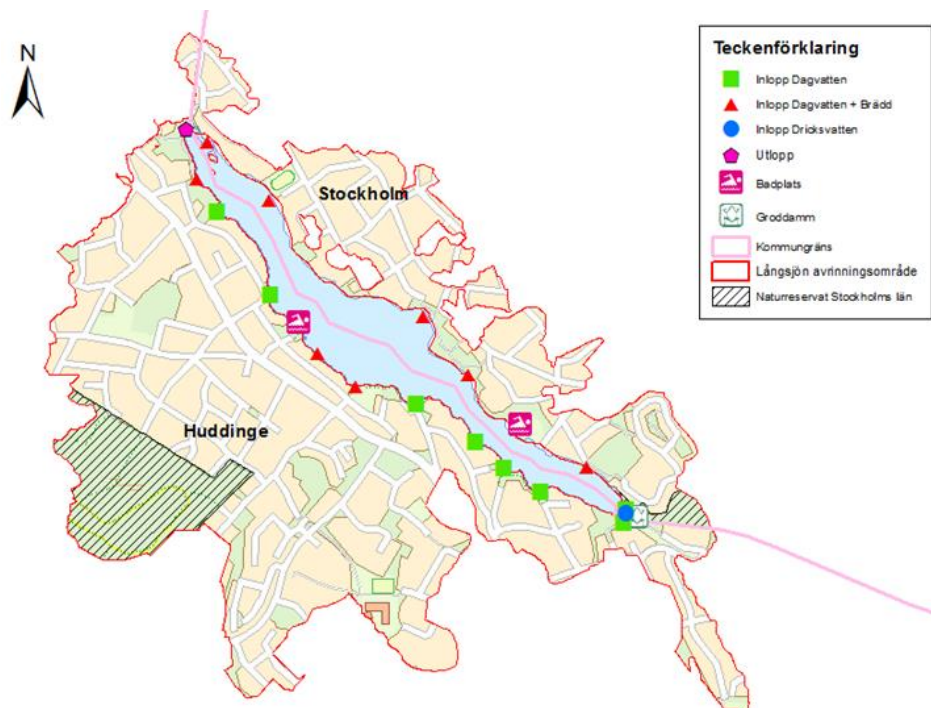 N
Stockholm
Huddinge
Teckenförklaring
Inlopp Dagvatten
Inlopp Dagvatten + Brädd
Inlopp Dricksvatten
Utlopp
Badplats
Groddamm
Kommungräns
Långsjön avrinningsområde
Naturreservat Stockholms län